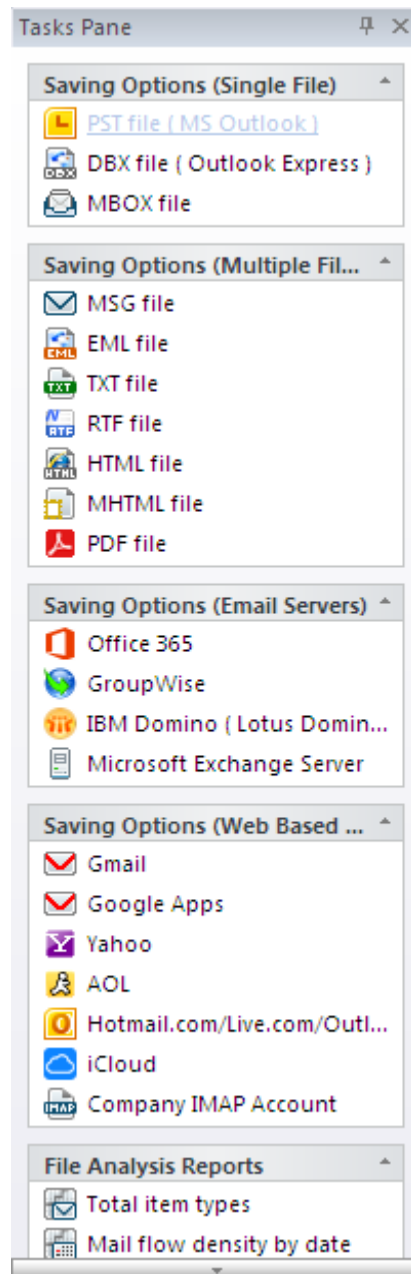 Tasks Pane
Saving Options (Single File)
PST file ( MS Outlook )
DBX file ( Outlook Express )
MBOX file
Saving Options (Multiple Fil...
MSG file
EML file
TXT file
RTF file
HTML file
MHTML file
PDF file
Saving Options (Email Servers)
Office 365
GroupWise
IBM Domino ( Lotus Domin...
Microsoft Exchange Server
Saving Options (Web Based ...
Gmail
Google Apps
Yahoo
AOL
Hotmail.com/Live.com/Outl...
iCloud
Company IMAP Account
File Analysis Reports
Total item types
Mail flow density by date